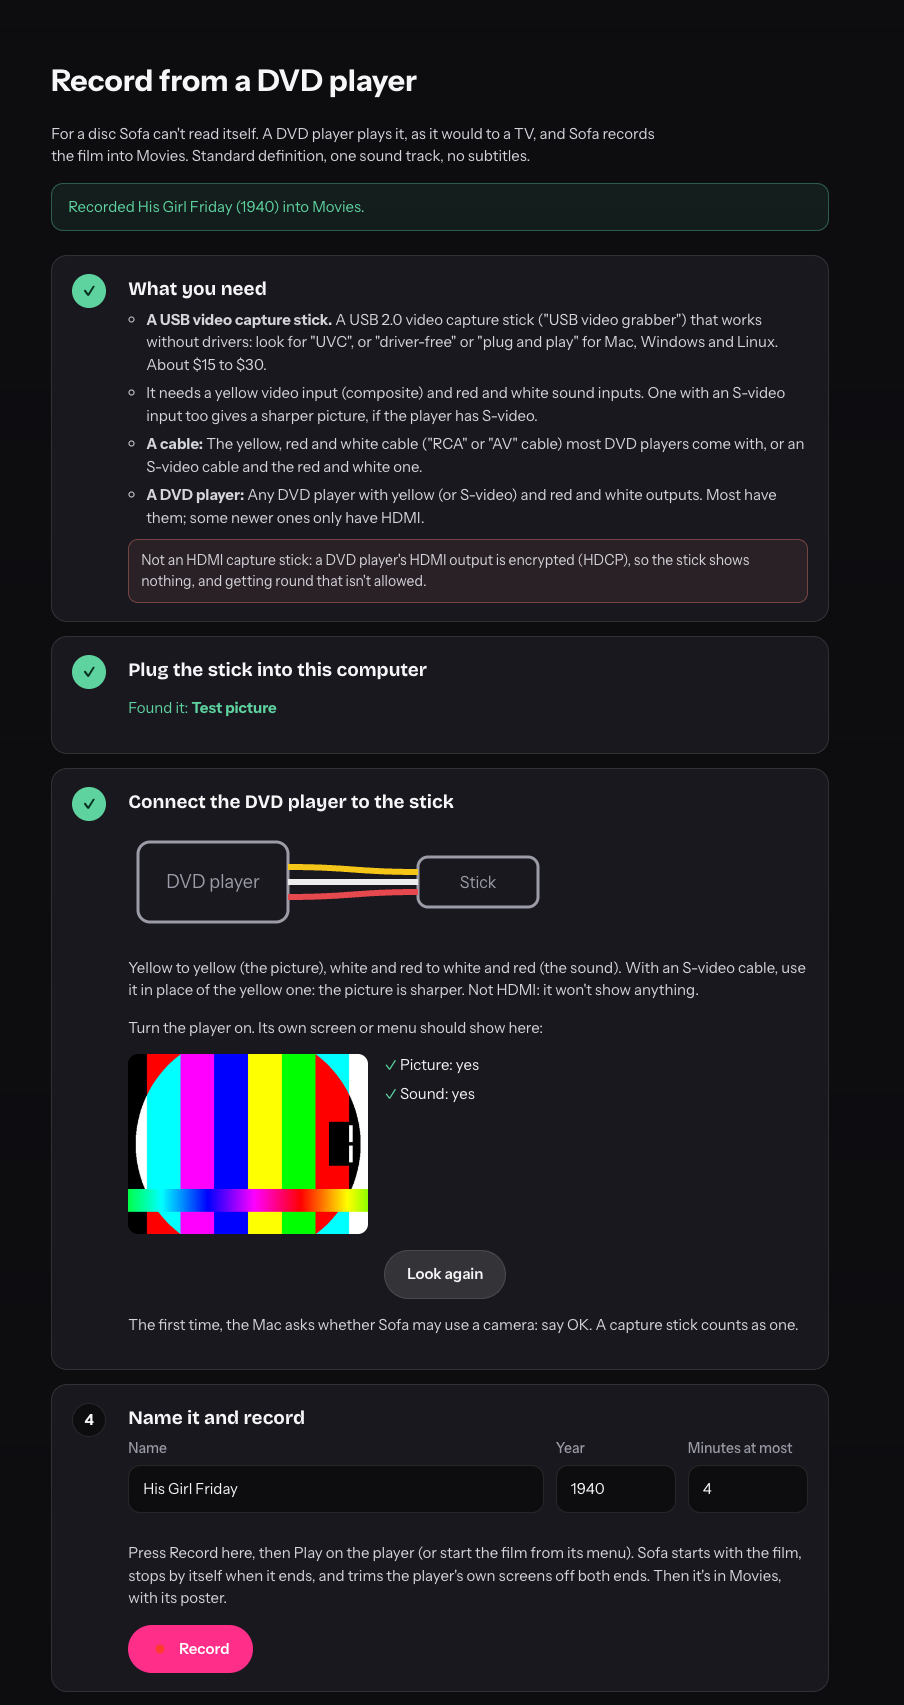 Record from a DVD player
For a disc Sofa can't read itself. A DVD player plays it, as it would to a TV, and Sofa records
the film into Movies. Standard definition, one sound track, no subtitles.
Recorded His Girl Friday (1940) into Movies.
What you need
A USB video capture stick. A USB 2.0 video capture stick ("USB video grabber") that works
without drivers: look for "UVC", or "driver-free" or "plug and play" for Mac, Windows and Linux.
About $15 to $30.
It needs a yellow video input (composite) and red and white sound inputs. One with an S-video
input too gives a sharper picture, if the player has S-video.
A cable: The yellow, red and white cable ("RCA" or "AV" cable) most DVD players come with, or an
S-video cable and the red and white one.
A DVD player: Any DVD player with yellow (or S-video) and red and white outputs. Most have
them; some newer ones only have HDMI.
Not an HDMI capture stick: a DVD player's HDMI output is encrypted (HDCP), so the stick shows
nothing, and getting round that isn't allowed.
Plug the stick into this computer
Found it: Test picture
Connect the DVD player to the stick
DVD player
Stick
Yellow to yellow (the picture), white and red to white and red (the sound). With an S-video cable, use
it in place of the yellow one: the picture is sharper. Not HDMI: it won't show anything.
Turn the player on. Its own screen or menu should show here:
Picture: yes
Sound: yes
Look again
The first time, the Mac asks whether Sofa may use a camera: say OK. A capture stick counts as one.
4
Name it and record
Name
Year
Minutes at most
His Girl Friday
1940
4
Press Record here, then Play on the player (or start the film from its menu). Sofa starts with the film,
stops by itself when it ends, and trims the player's own screens off both ends. Then it's in Movies,
with its poster.
Record